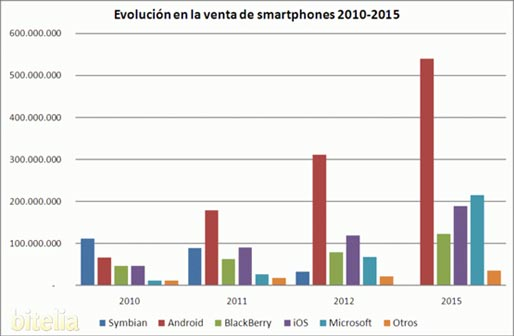 Evolución en la venta de smartphones 2010-2015
600.000.000
500.000.000
400.000.000
300.000.000
200.000.000
100.000.000
-
2010 2011 2012 2015
Symbian Android BlackBerry iOS Microsoft Otros
bitelia